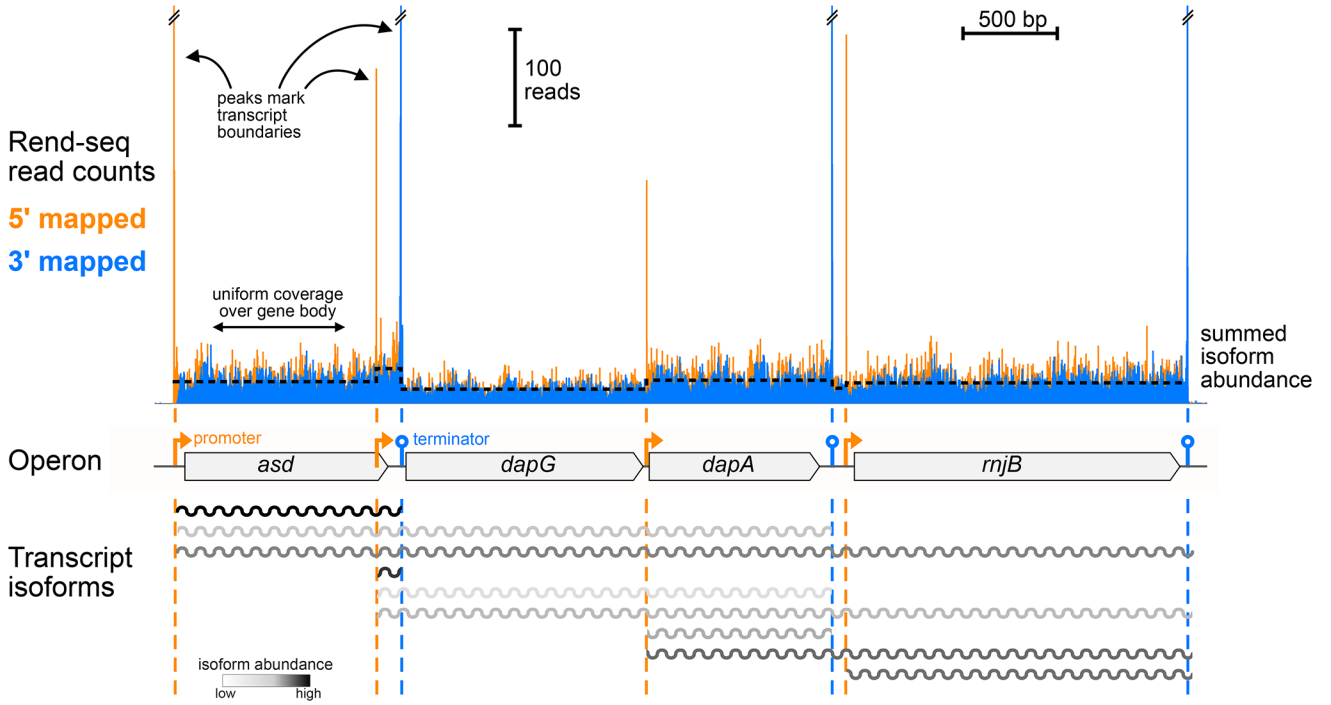 500 bp
100
reads
peaks mark
transcript
boundaries
Rend-seq
read counts
5' mapped
3' mapped
uniform coverage
over gene body
summed
isoform
abundance
promoter
terminator
Operon
asd
dapG
dapA
rnjB
Transcript
isoforms
isoform abundance
low
high